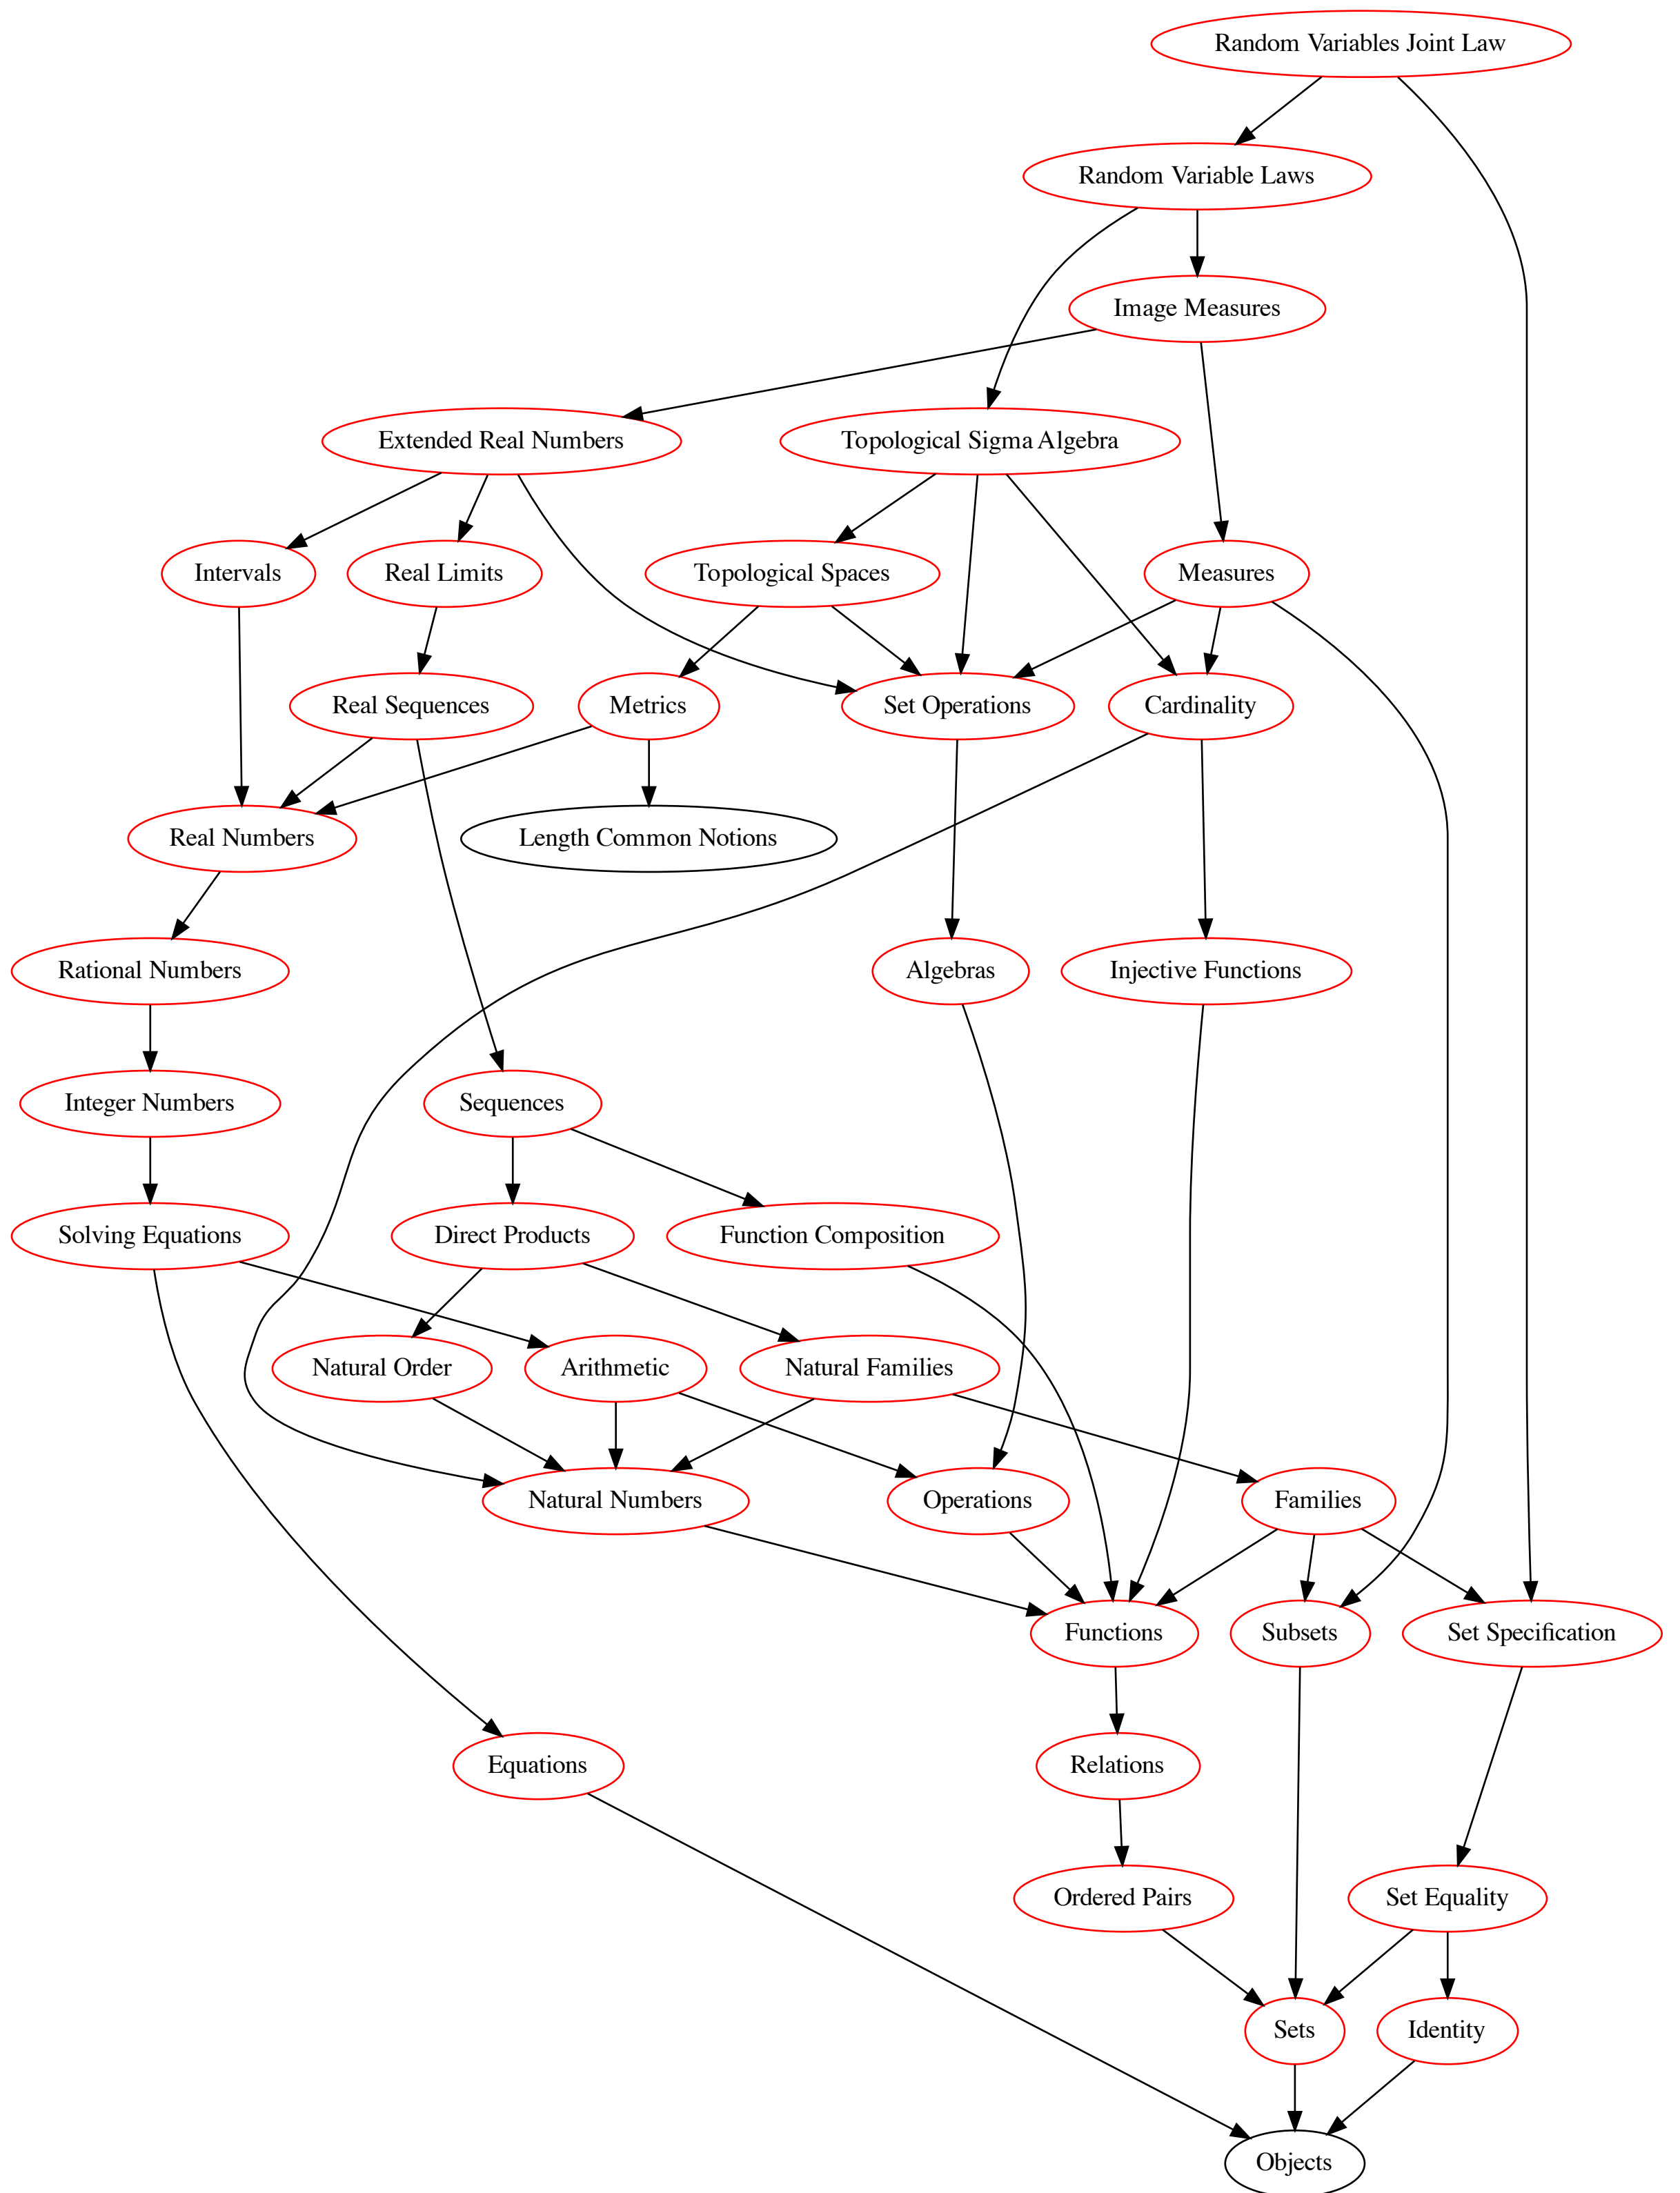 Random Variables Joint Law
Random Variable Laws
Image Measures
Extended Real Numbers
Topological Sigma Algebra
Intervals
Real Limits
Topological Spaces
Measures
Real Sequences
Metrics
Set Operations
Cardinality
Real Numbers
Length Common Notions
Rational Numbers
Algebras
Injective Functions
Integer Numbers
Sequences
Solving Equations
Direct Products
Function Composition
Natural Order
Arithmetic
Natural Families
Natural Numbers
Operations
Families
Functions
Subsets
Set Specification
Equations
Relations
Ordered Pairs
Set Equality
Sets
Identity
Objects